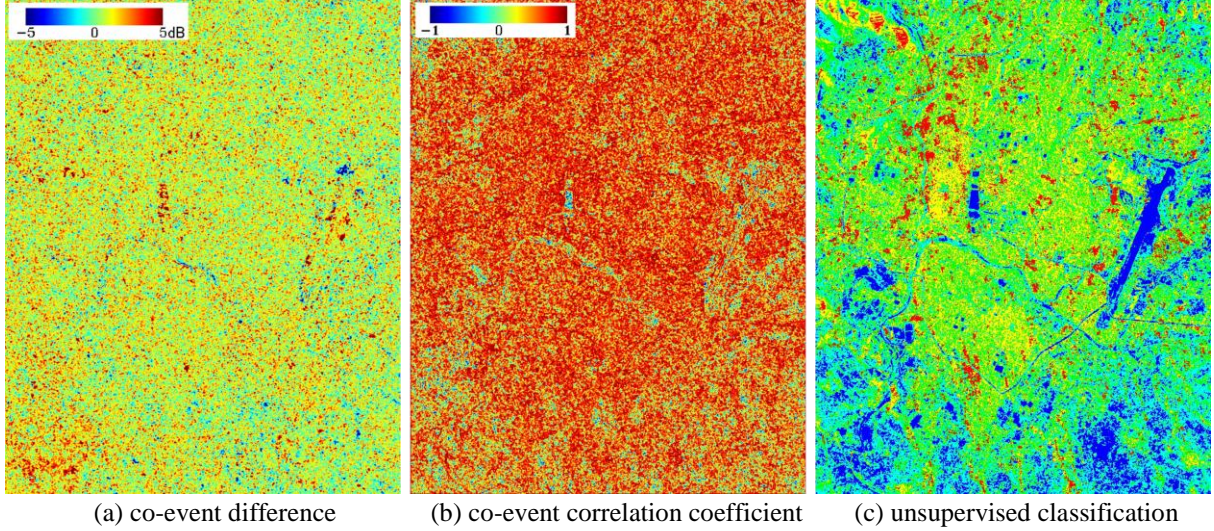 −5 0 5dB
−1 0 1
(a) co-event difference
(b) co-event correlation coefficient
(c) unsupervised classification